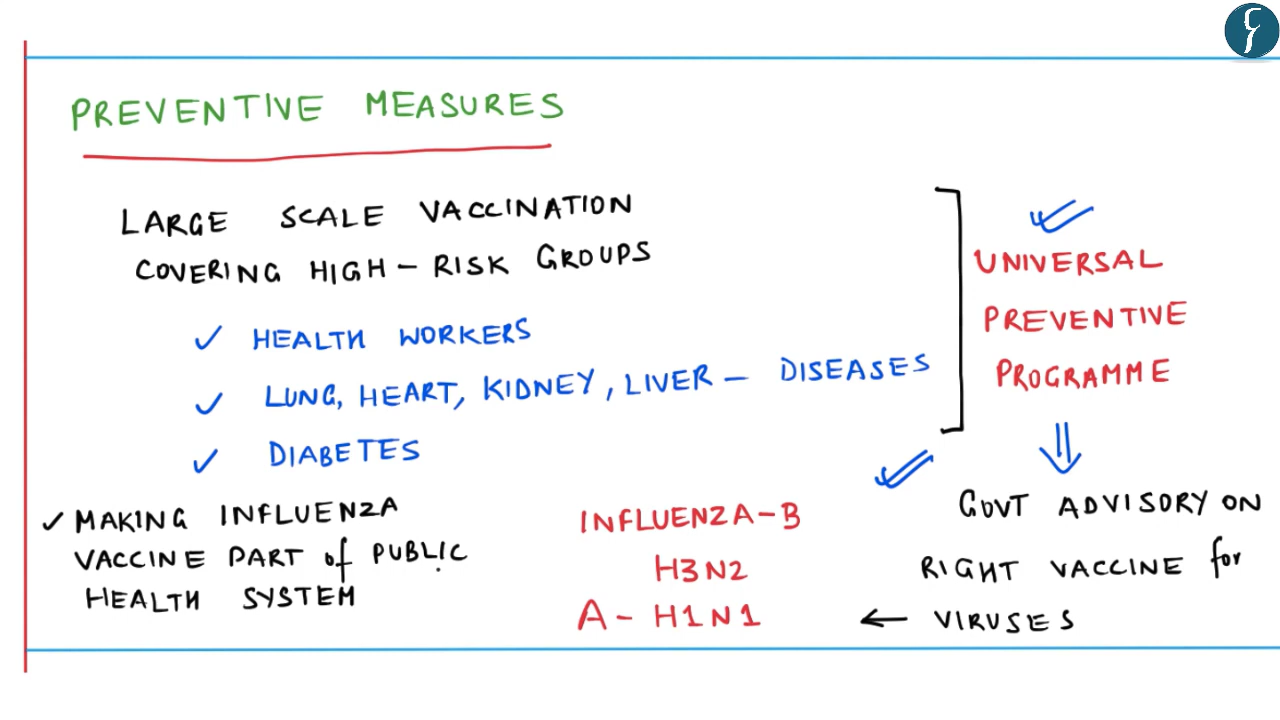 PREVENTIVE MEASURES
LARGE SCALE VACCINATION
COVERING HIGH-RISK GROUPS
HEALTH WORKERS
LUNG, HEART, KIDNEY, LIVER - DISEASES
DIABETES
UNIVERSAL
PREVENTIVE
PROGRAMME
MAKING INFLUENZA
VACCINE PART of PUBLIC
HEALTH SYSTEM
INFLUENZA-B
H3N2
A - H1N1
GOVT ADVISORY ON
RIGHT VACCINE for
← VIRUSES